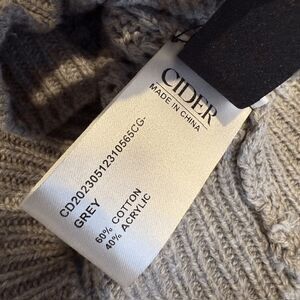 CIDER
MADE IN CHINA
CD20230512310565CG-
GREY
60% COTTON
40% ACRYLIC